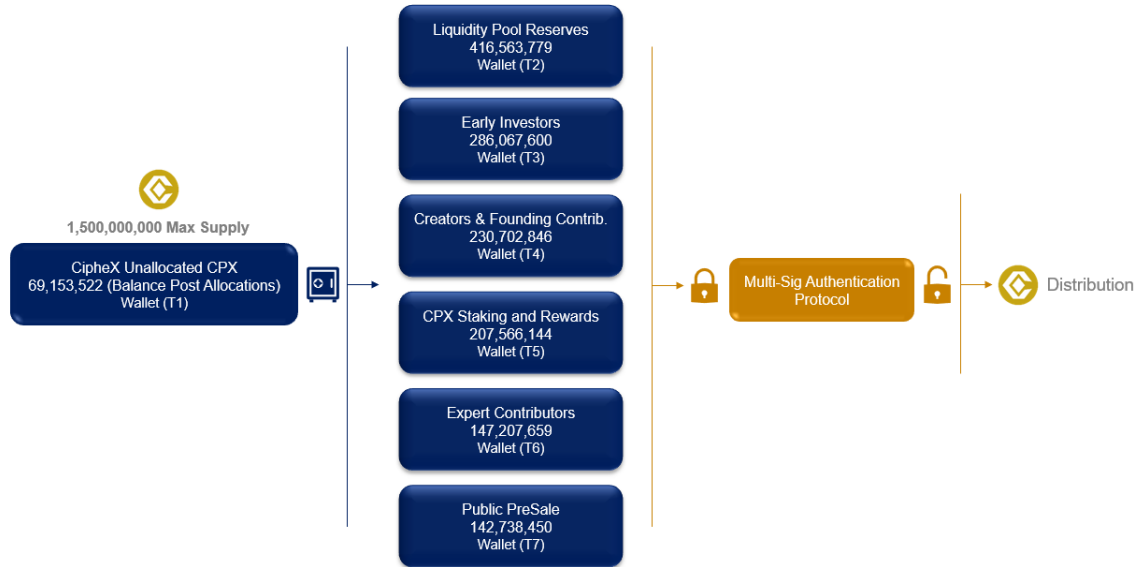 1,500,000,000 Max Supply
CipheX Unallocated CPX
69,153,522 (Balance Post Allocations)
Wallet (T1)
Liquidity Pool Reserves
416,563,779
Wallet (T2)
Early Investors
286,067,600
Wallet (T3)
Creators & Founding Contrib.
230,702,846
Wallet (T4)
CPX Staking and Rewards
207,566,144
Wallet (T5)
Expert Contributors
147,207,659
Wallet (T6)
Public PreSale
142,738,450
Wallet (T7)
Multi-Sig Authentication
Protocol
Distribution